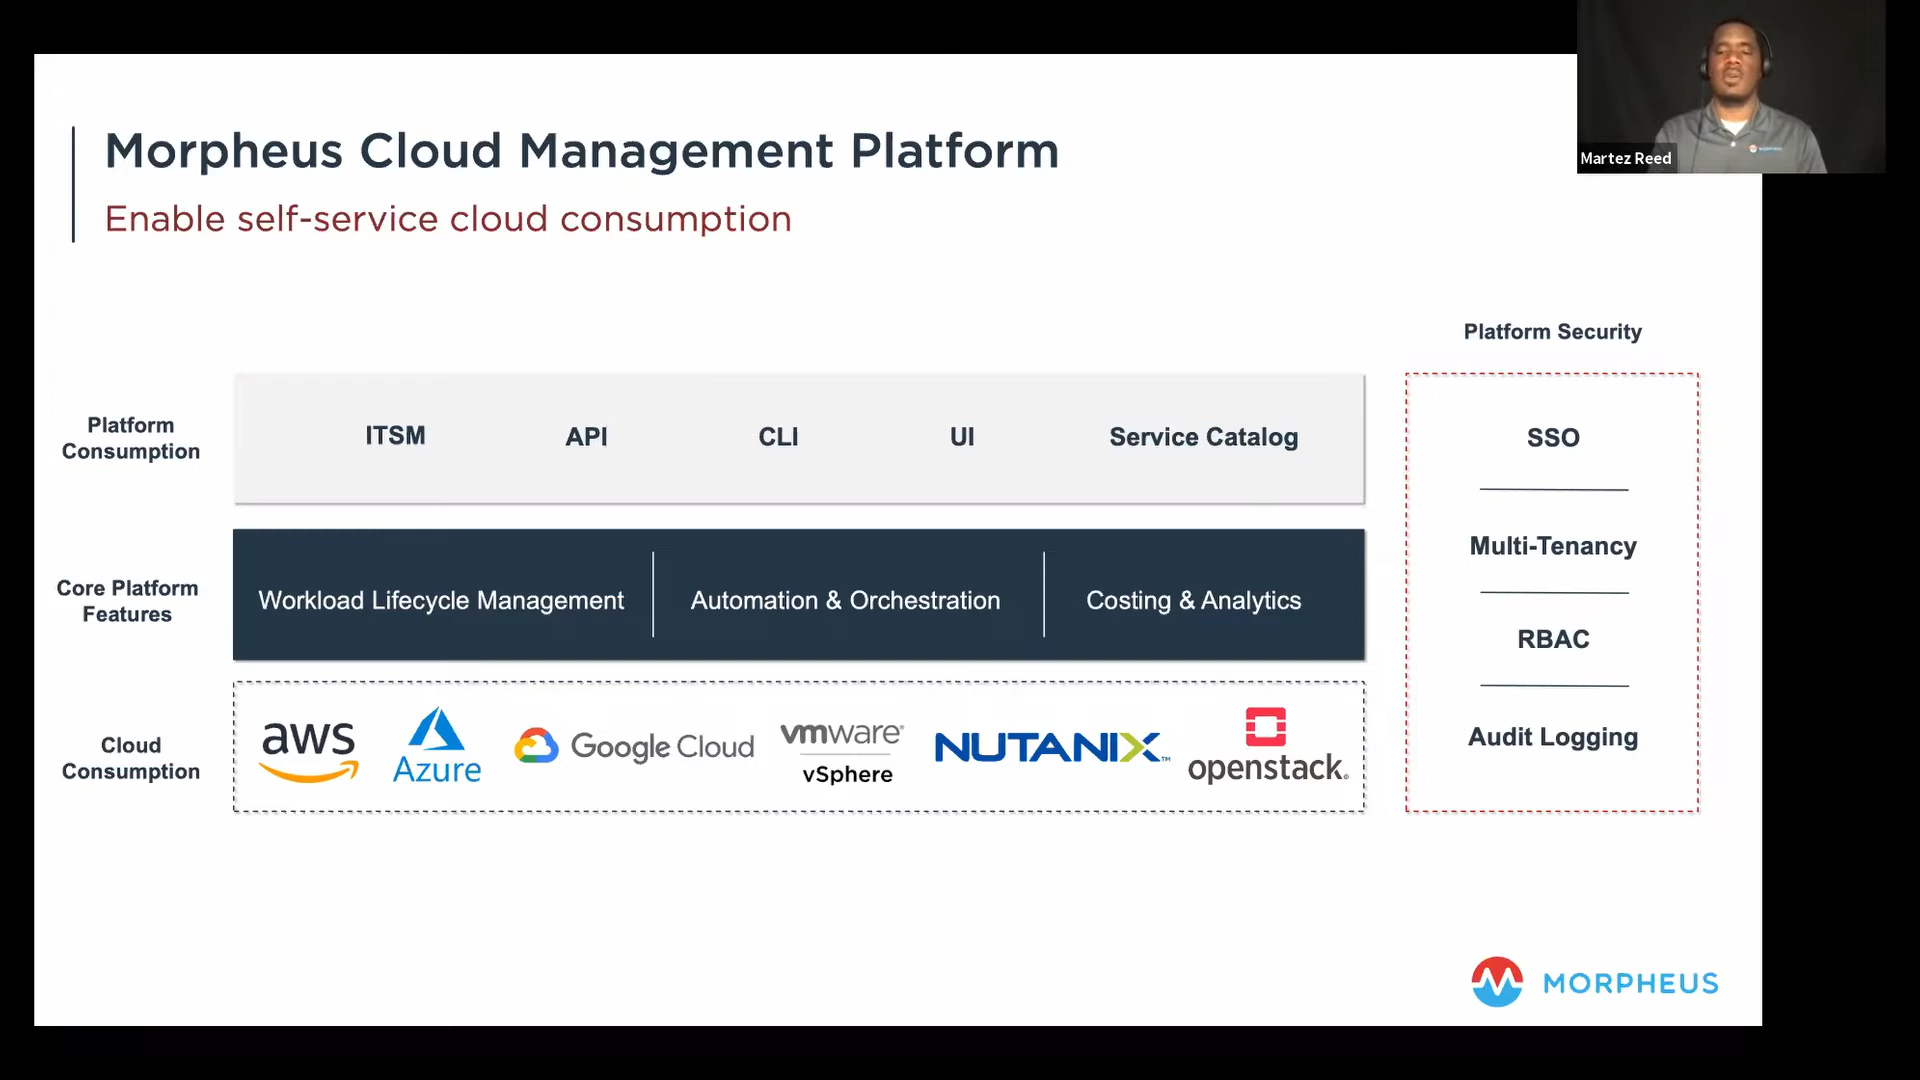 Morpheus Cloud Management Platform
Enable self-service cloud consumption
Martez Reed
Platform Security
Platform
Consumption
ITSM
API
CLI
UI
Service Catalog
SSO
Multi-Tenancy
RBAC
Audit Logging
Core Platform
Features
Workload Lifecycle Management
Automation & Orchestration
Costing & Analytics
Cloud
Consumption
aws
Azure
Google Cloud
vmware®
vSphere
NUTANIX™
openstack®
MORPHEUS